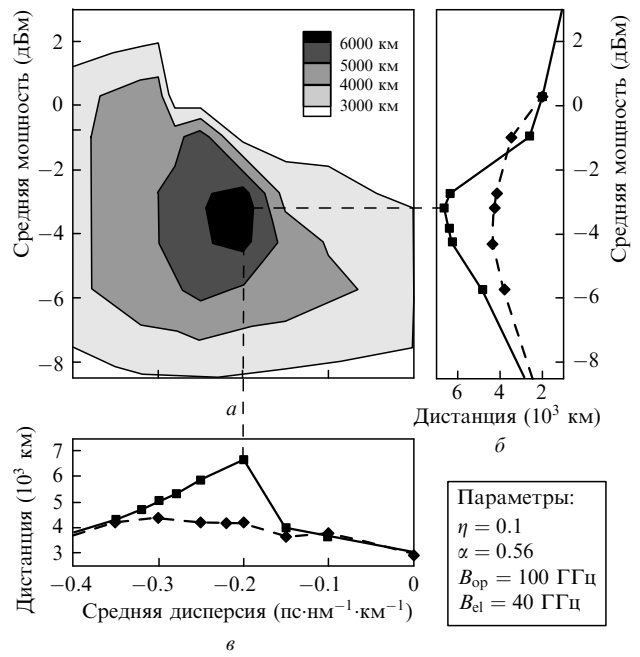 Средняя мощность (дБм)
2
0
−2
−4
−6
−8
6000 км
5000 км
4000 км
3000 км
а
2
0
−2
−4
−6
−8
Средняя мощность (дБм)
6 4 2
Дистанция (10³ км)
б
Дистанция (10³ км)
7
6
5
4
3
−0.4 −0.3 −0.2 −0.1 0
Средняя дисперсия (пс·нм⁻¹·км⁻¹)
в
Параметры:
η = 0.1
α = 0.56
B_op = 100 ГГц
B_el = 40 ГГц